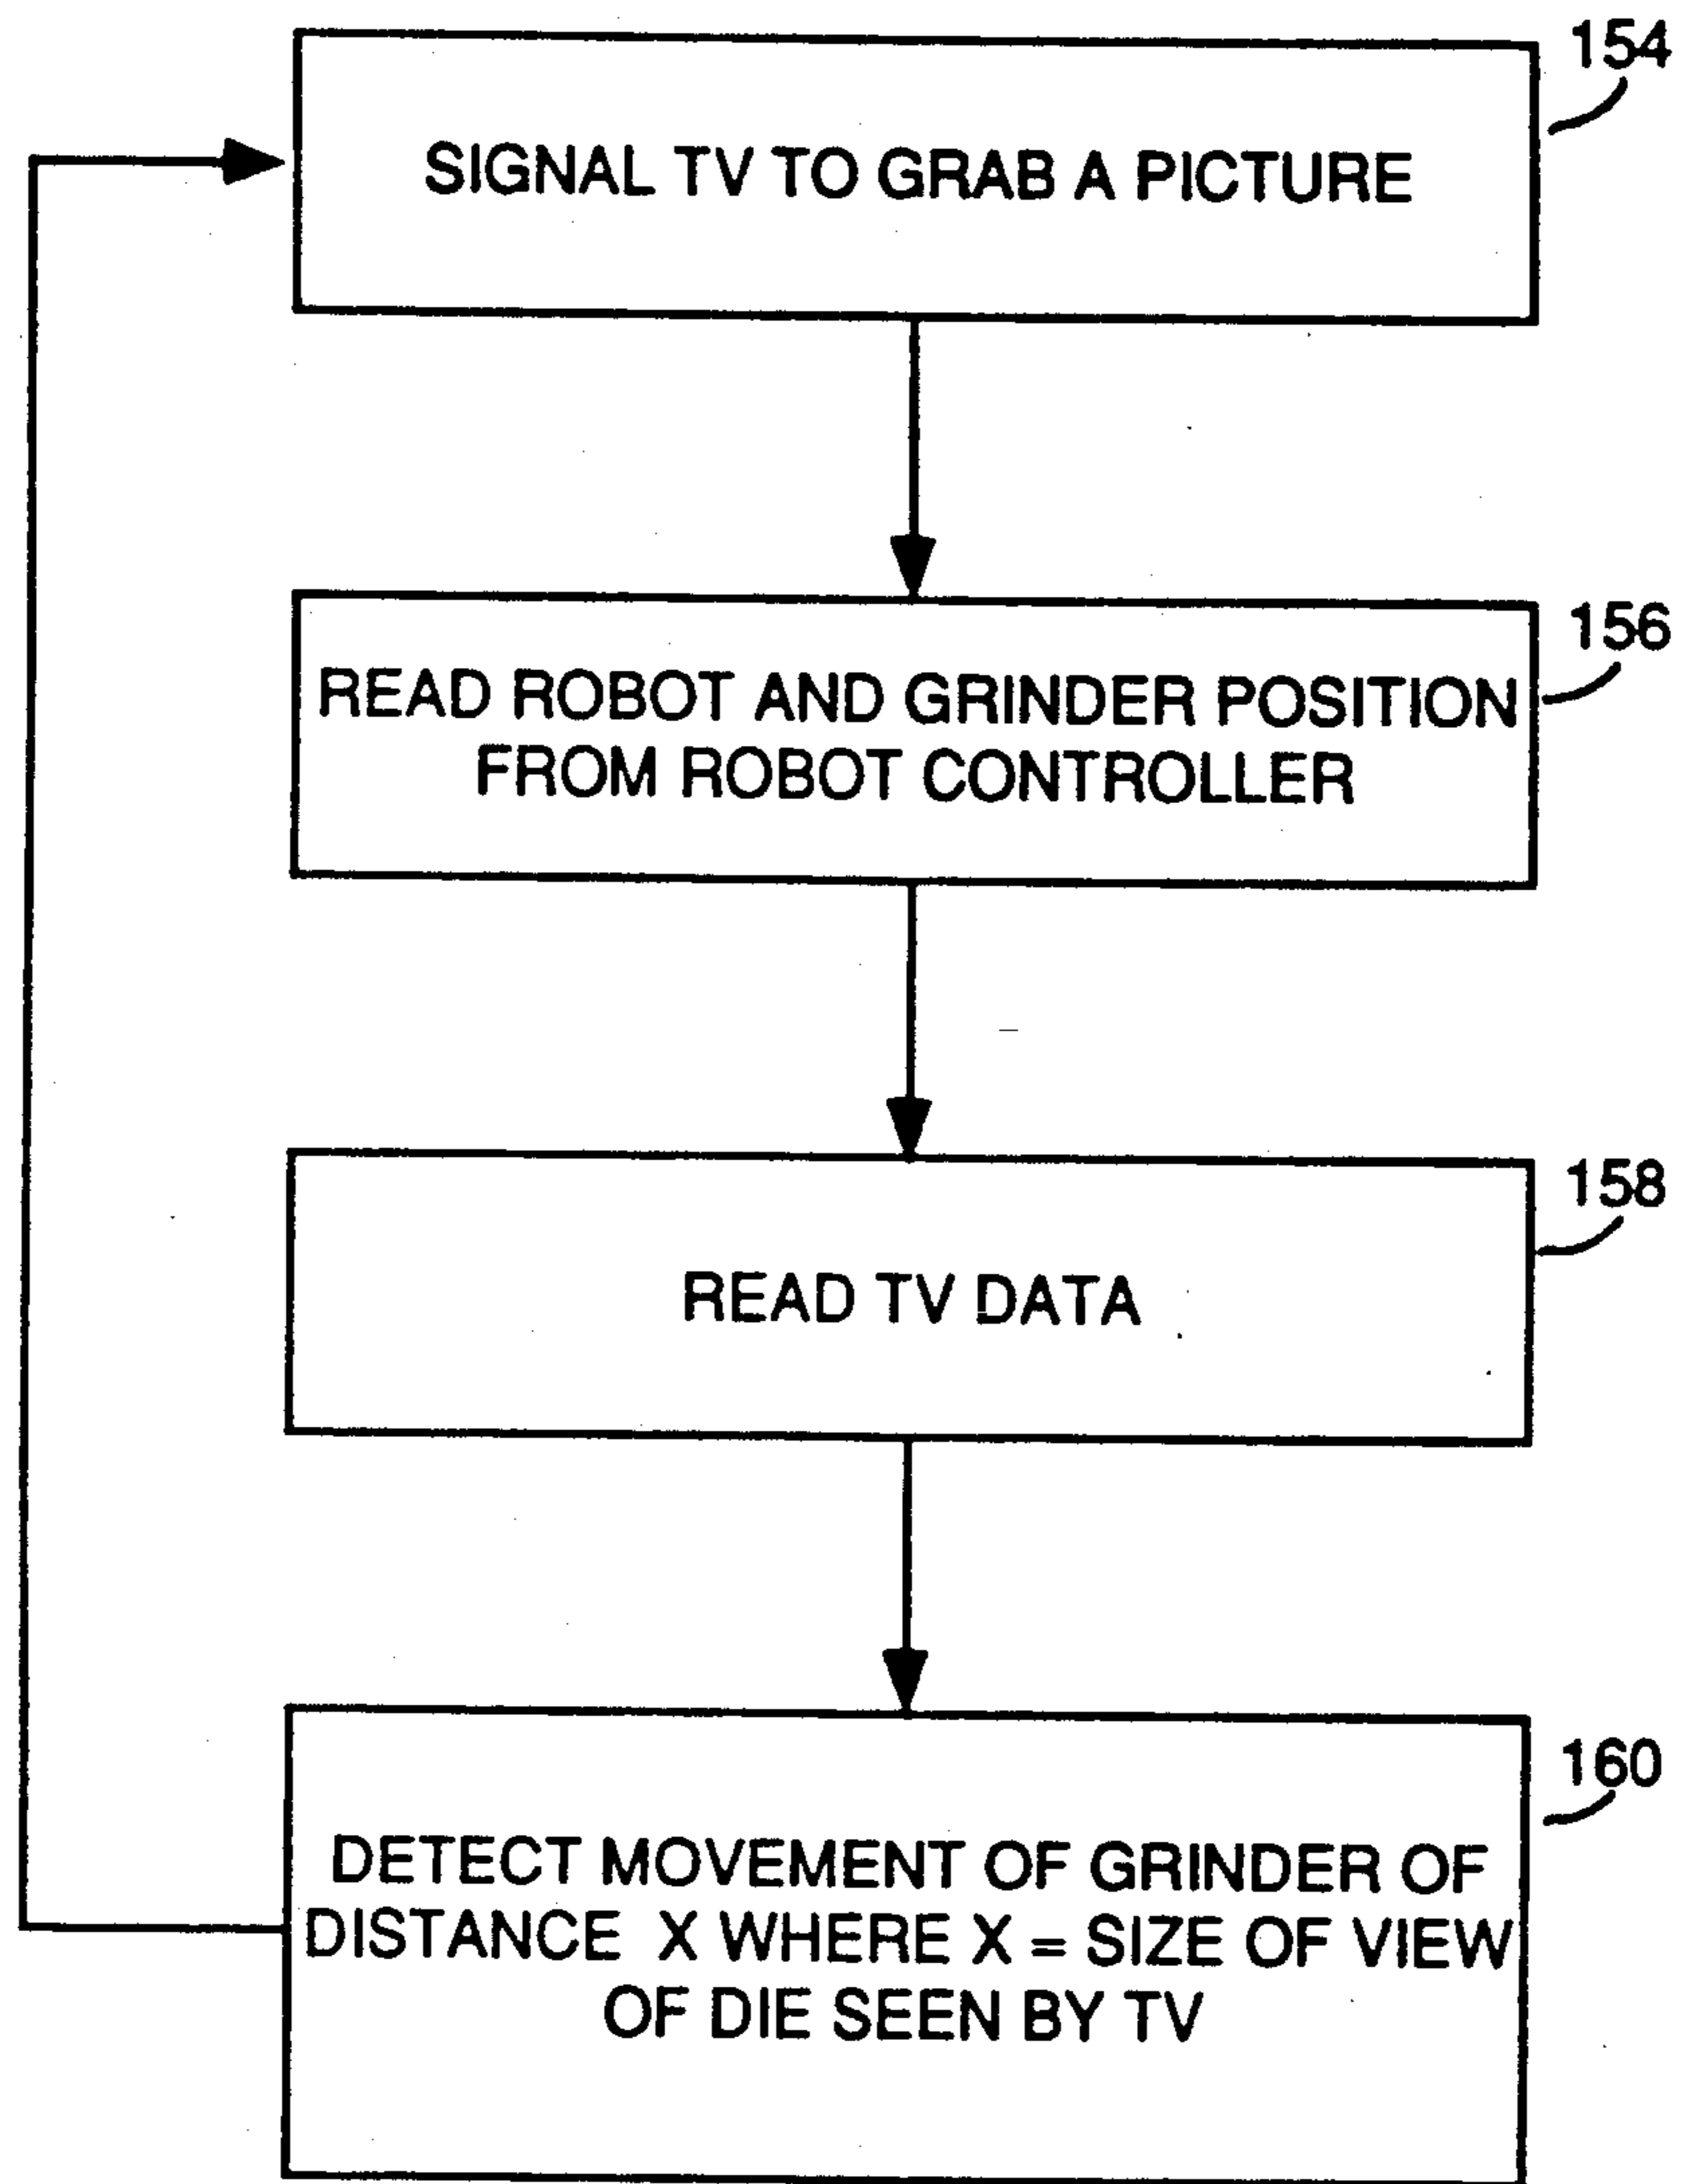 154
SIGNAL TV TO GRAB A PICTURE
156
READ ROBOT AND GRINDER POSITION
FROM ROBOT CONTROLLER
158
READ TV DATA
160
DETECT MOVEMENT OF GRINDER OF
DISTANCE X WHERE X = SIZE OF VIEW
OF DIE SEEN BY TV